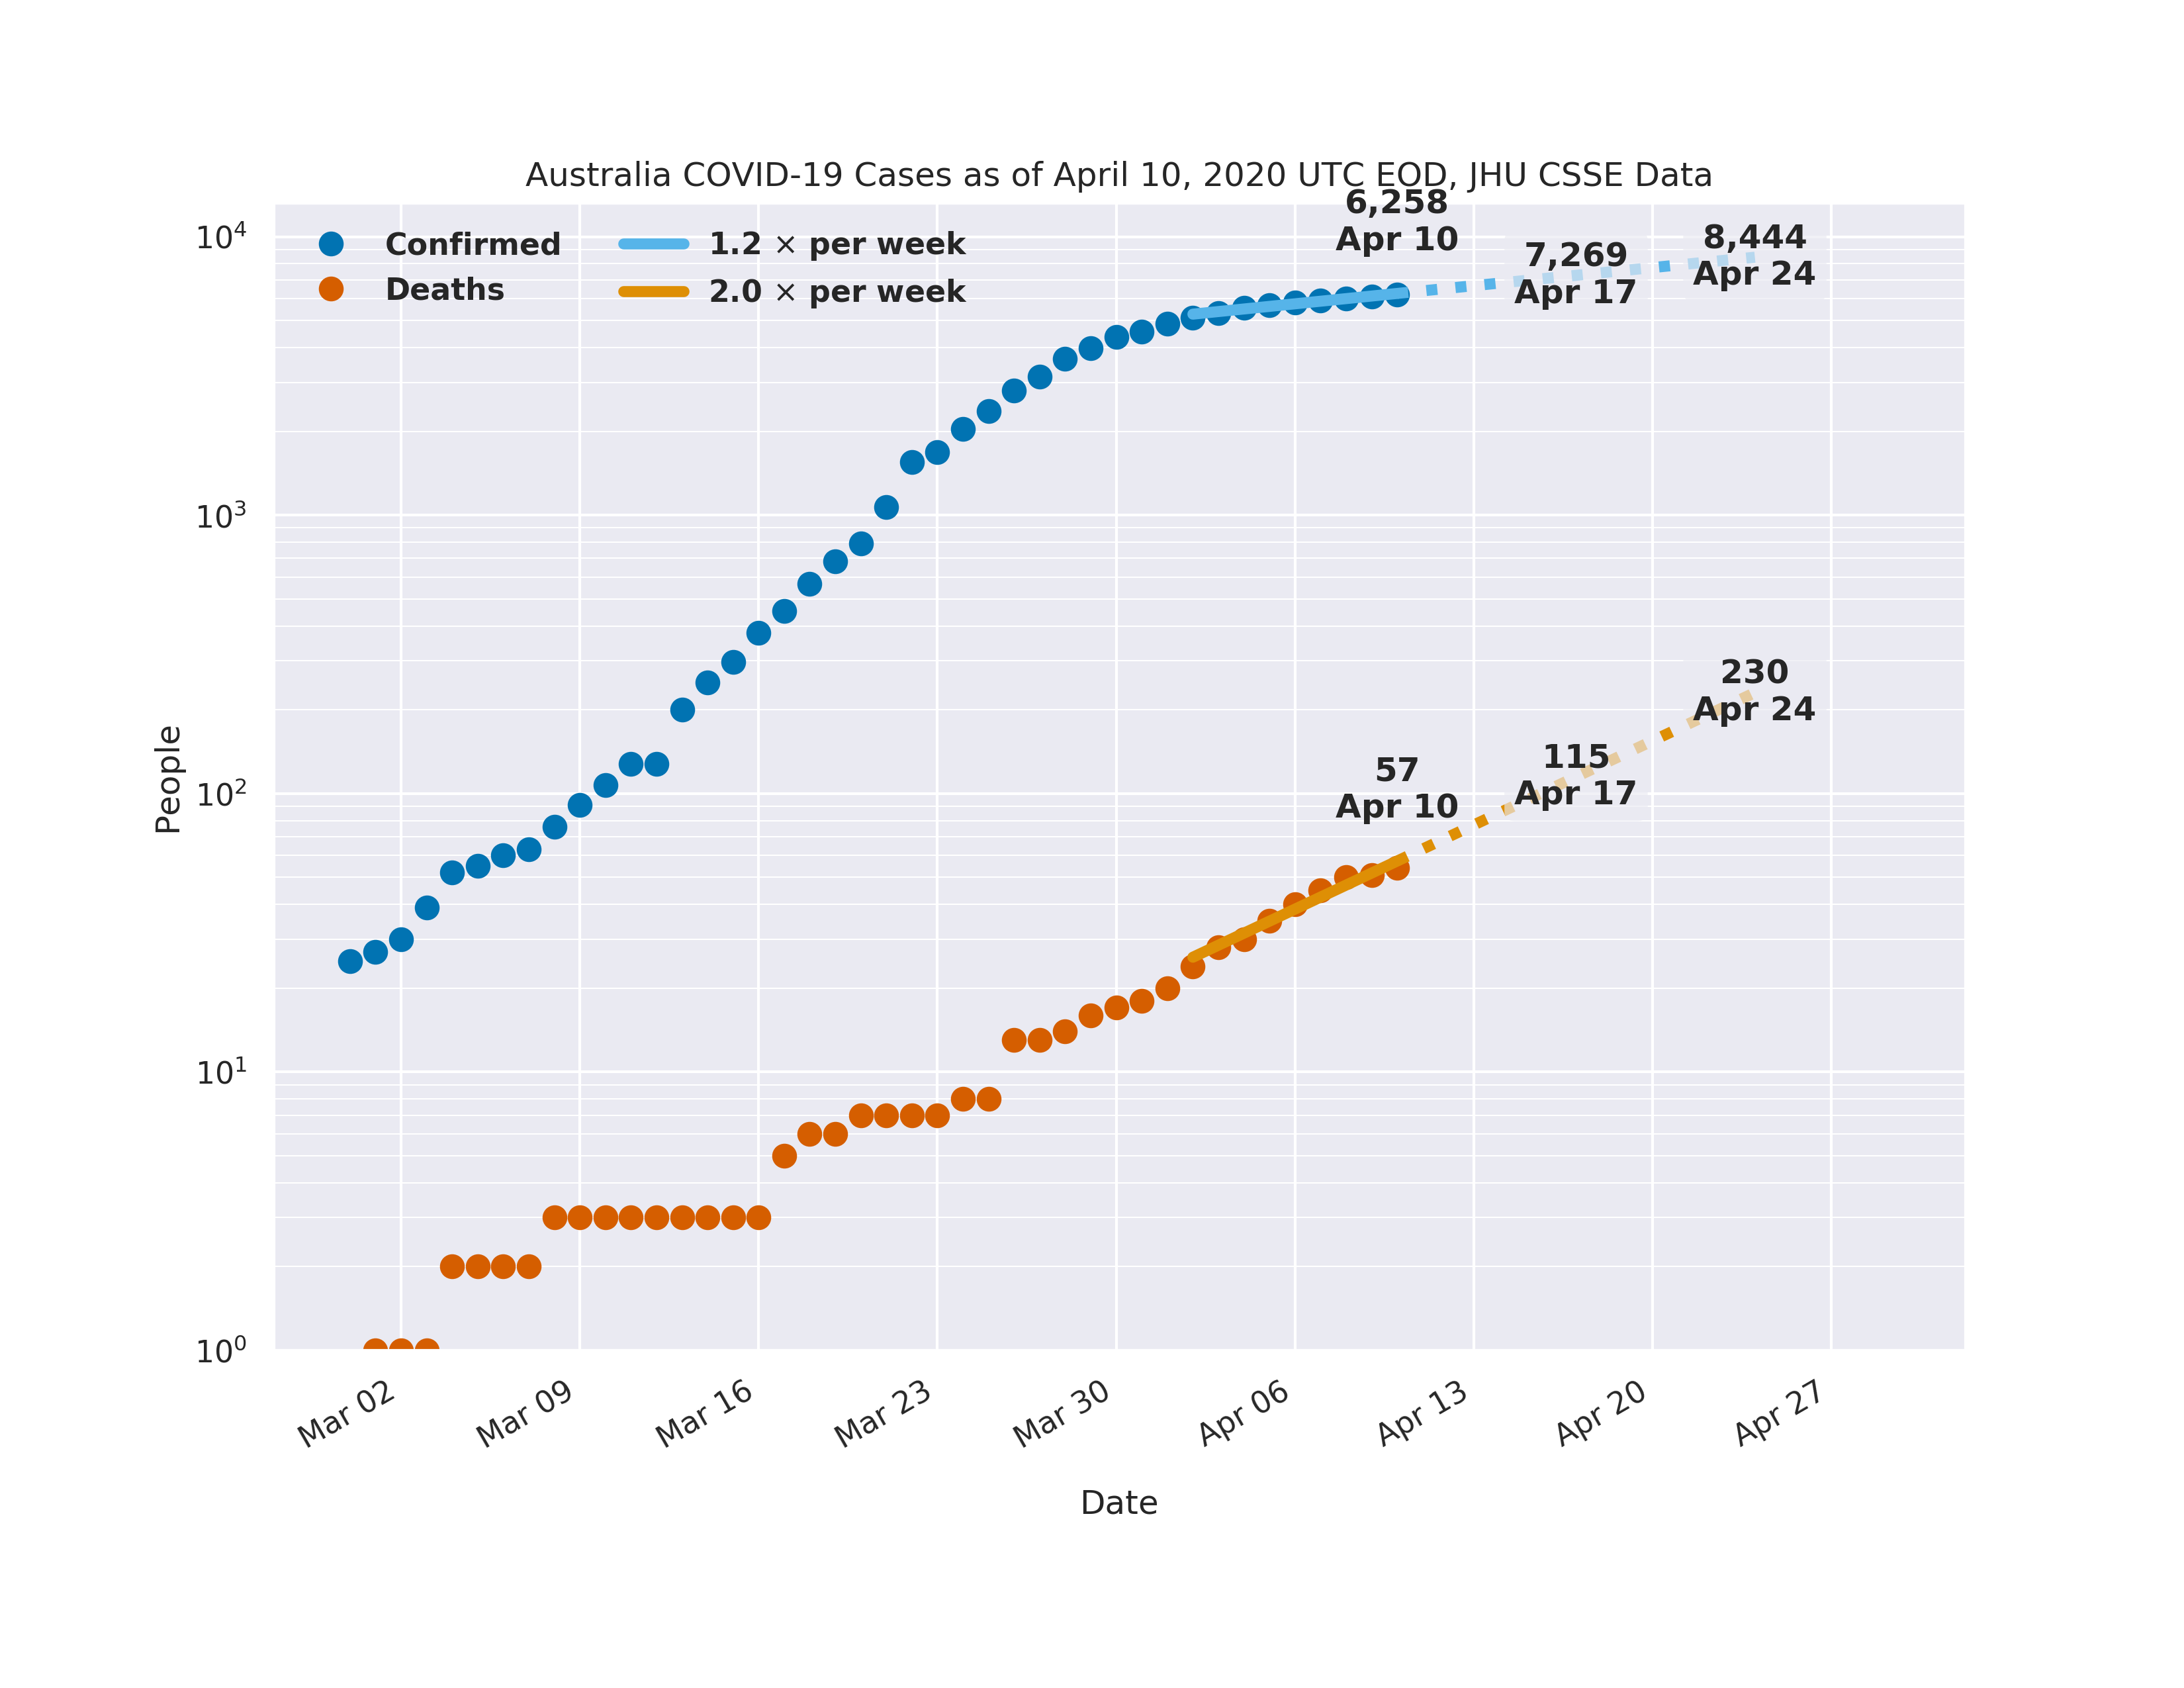 Australia COVID-19 Cases as of April 10, 2020 UTC EOD, JHU CSSE Data
6,258
Apr 10
7,269
Apr 17
8,444
Apr 24
Confirmed
Deaths
1.2 × per week
2.0 × per week
230
Apr 24
115
Apr 17
57
Apr 10
People
10⁴
10³
10²
10¹
10⁰
Mar 02
Mar 09
Mar 16
Mar 23
Mar 30
Apr 06
Apr 13
Apr 20
Apr 27
Date